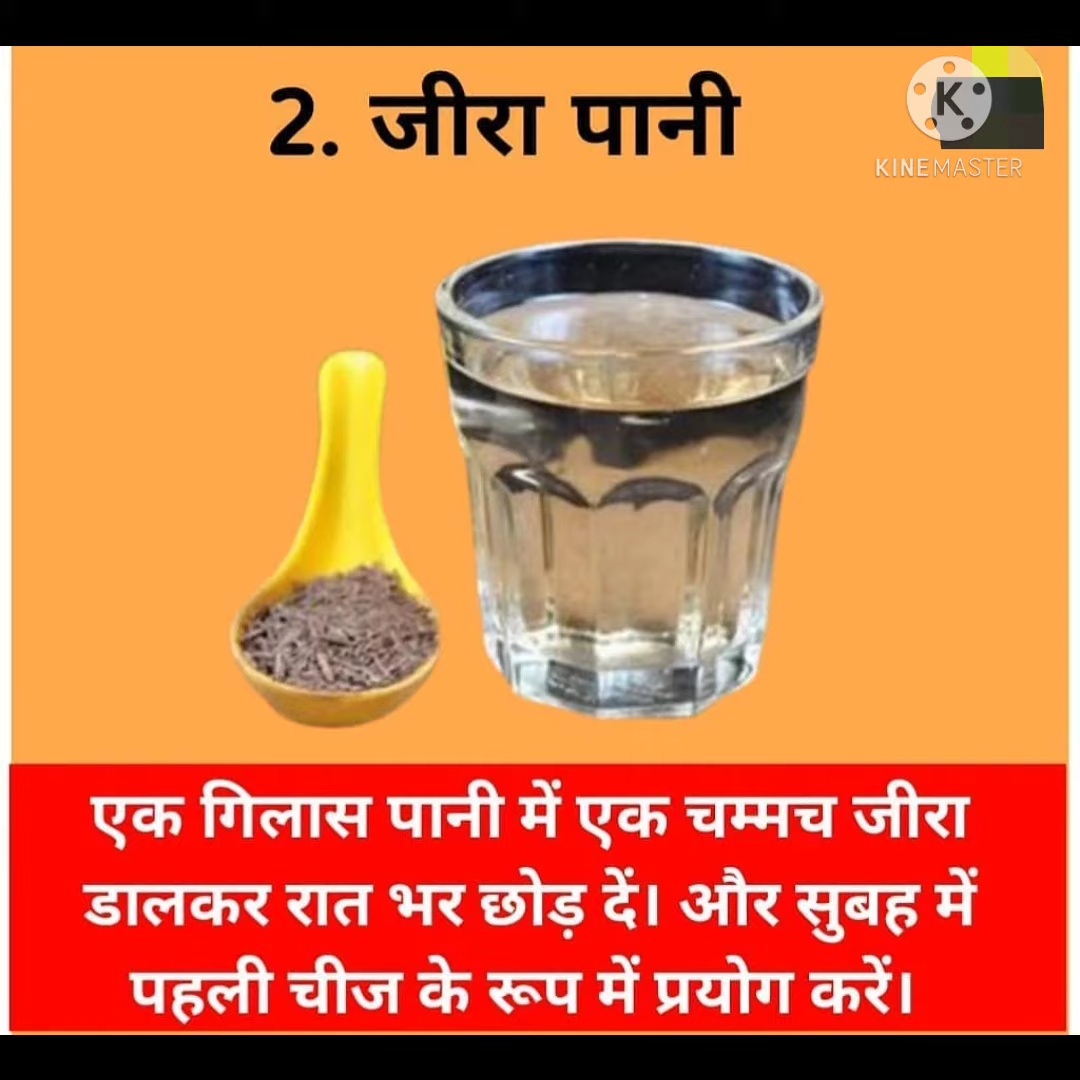 2. जीरा पानी
K
KINEMASTER
एक गिलास पानी में एक चम्मच जीरा
डालकर रात भर छोड़ दें। और सुबह में
पहली चीज के रूप में प्रयोग करें।